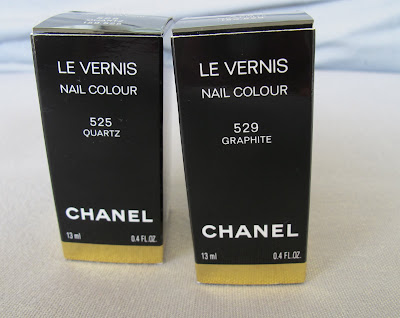 LE VERNIS
NAIL COLOUR
525
QUARTZ
CHANEL
13 ml 0.4 FL.OZ.
LE VERNIS
NAIL COLOUR
529
GRAPHITE
CHANEL
13 ml 0.4 FL.OZ.